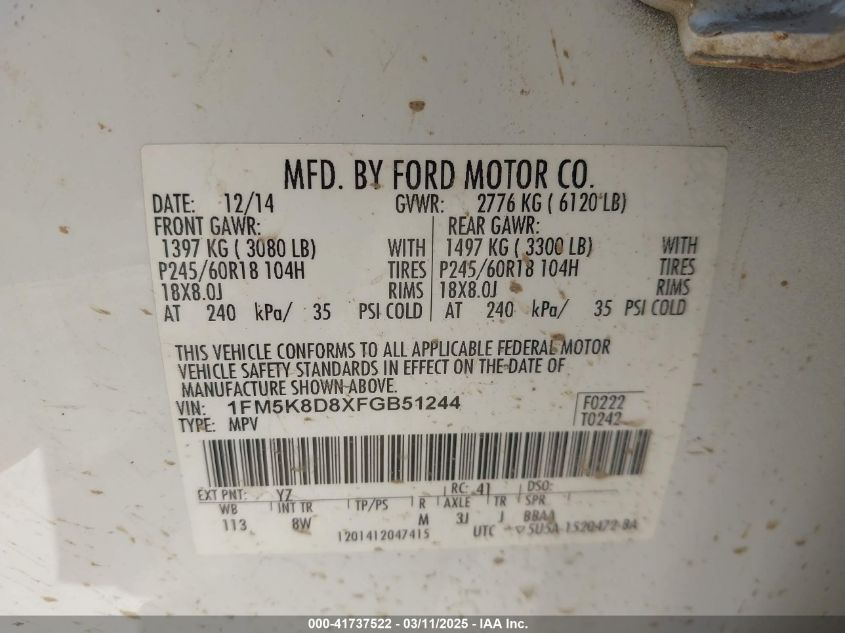 MFD. BY FORD MOTOR CO.
DATE: 12/14 GVWR: 2776 KG ( 6120 LB)
FRONT GAWR: REAR GAWR:
1397 KG ( 3080 LB) WITH 1497 KG ( 3300 LB) WITH
P245/60R18 104H TIRES P245/60R18 104H TIRES
18X8.0J RIMS 18X8.0J RIMS
AT 240 kPa/ 35 PSI COLD AT 240 kPa/ 35 PSI COLD
THIS VEHICLE CONFORMS TO ALL APPLICABLE FEDERAL MOTOR
VEHICLE SAFETY STANDARDS IN EFFECT ON THE DATE OF
MANUFACTURE SHOWN ABOVE.
VIN: 1FM5K8D8XFGB51244 F0222
TYPE: MPV T0242
EXT PNT: YZ RC: 41 DSO:
WB INT TR TP/PS R AXLE TR SPR
113 8W M 3J J BBAA
1201412047415 UTC 5U5A-1520472-BA
000-41737522 - 03/11/2025 - IAA Inc.